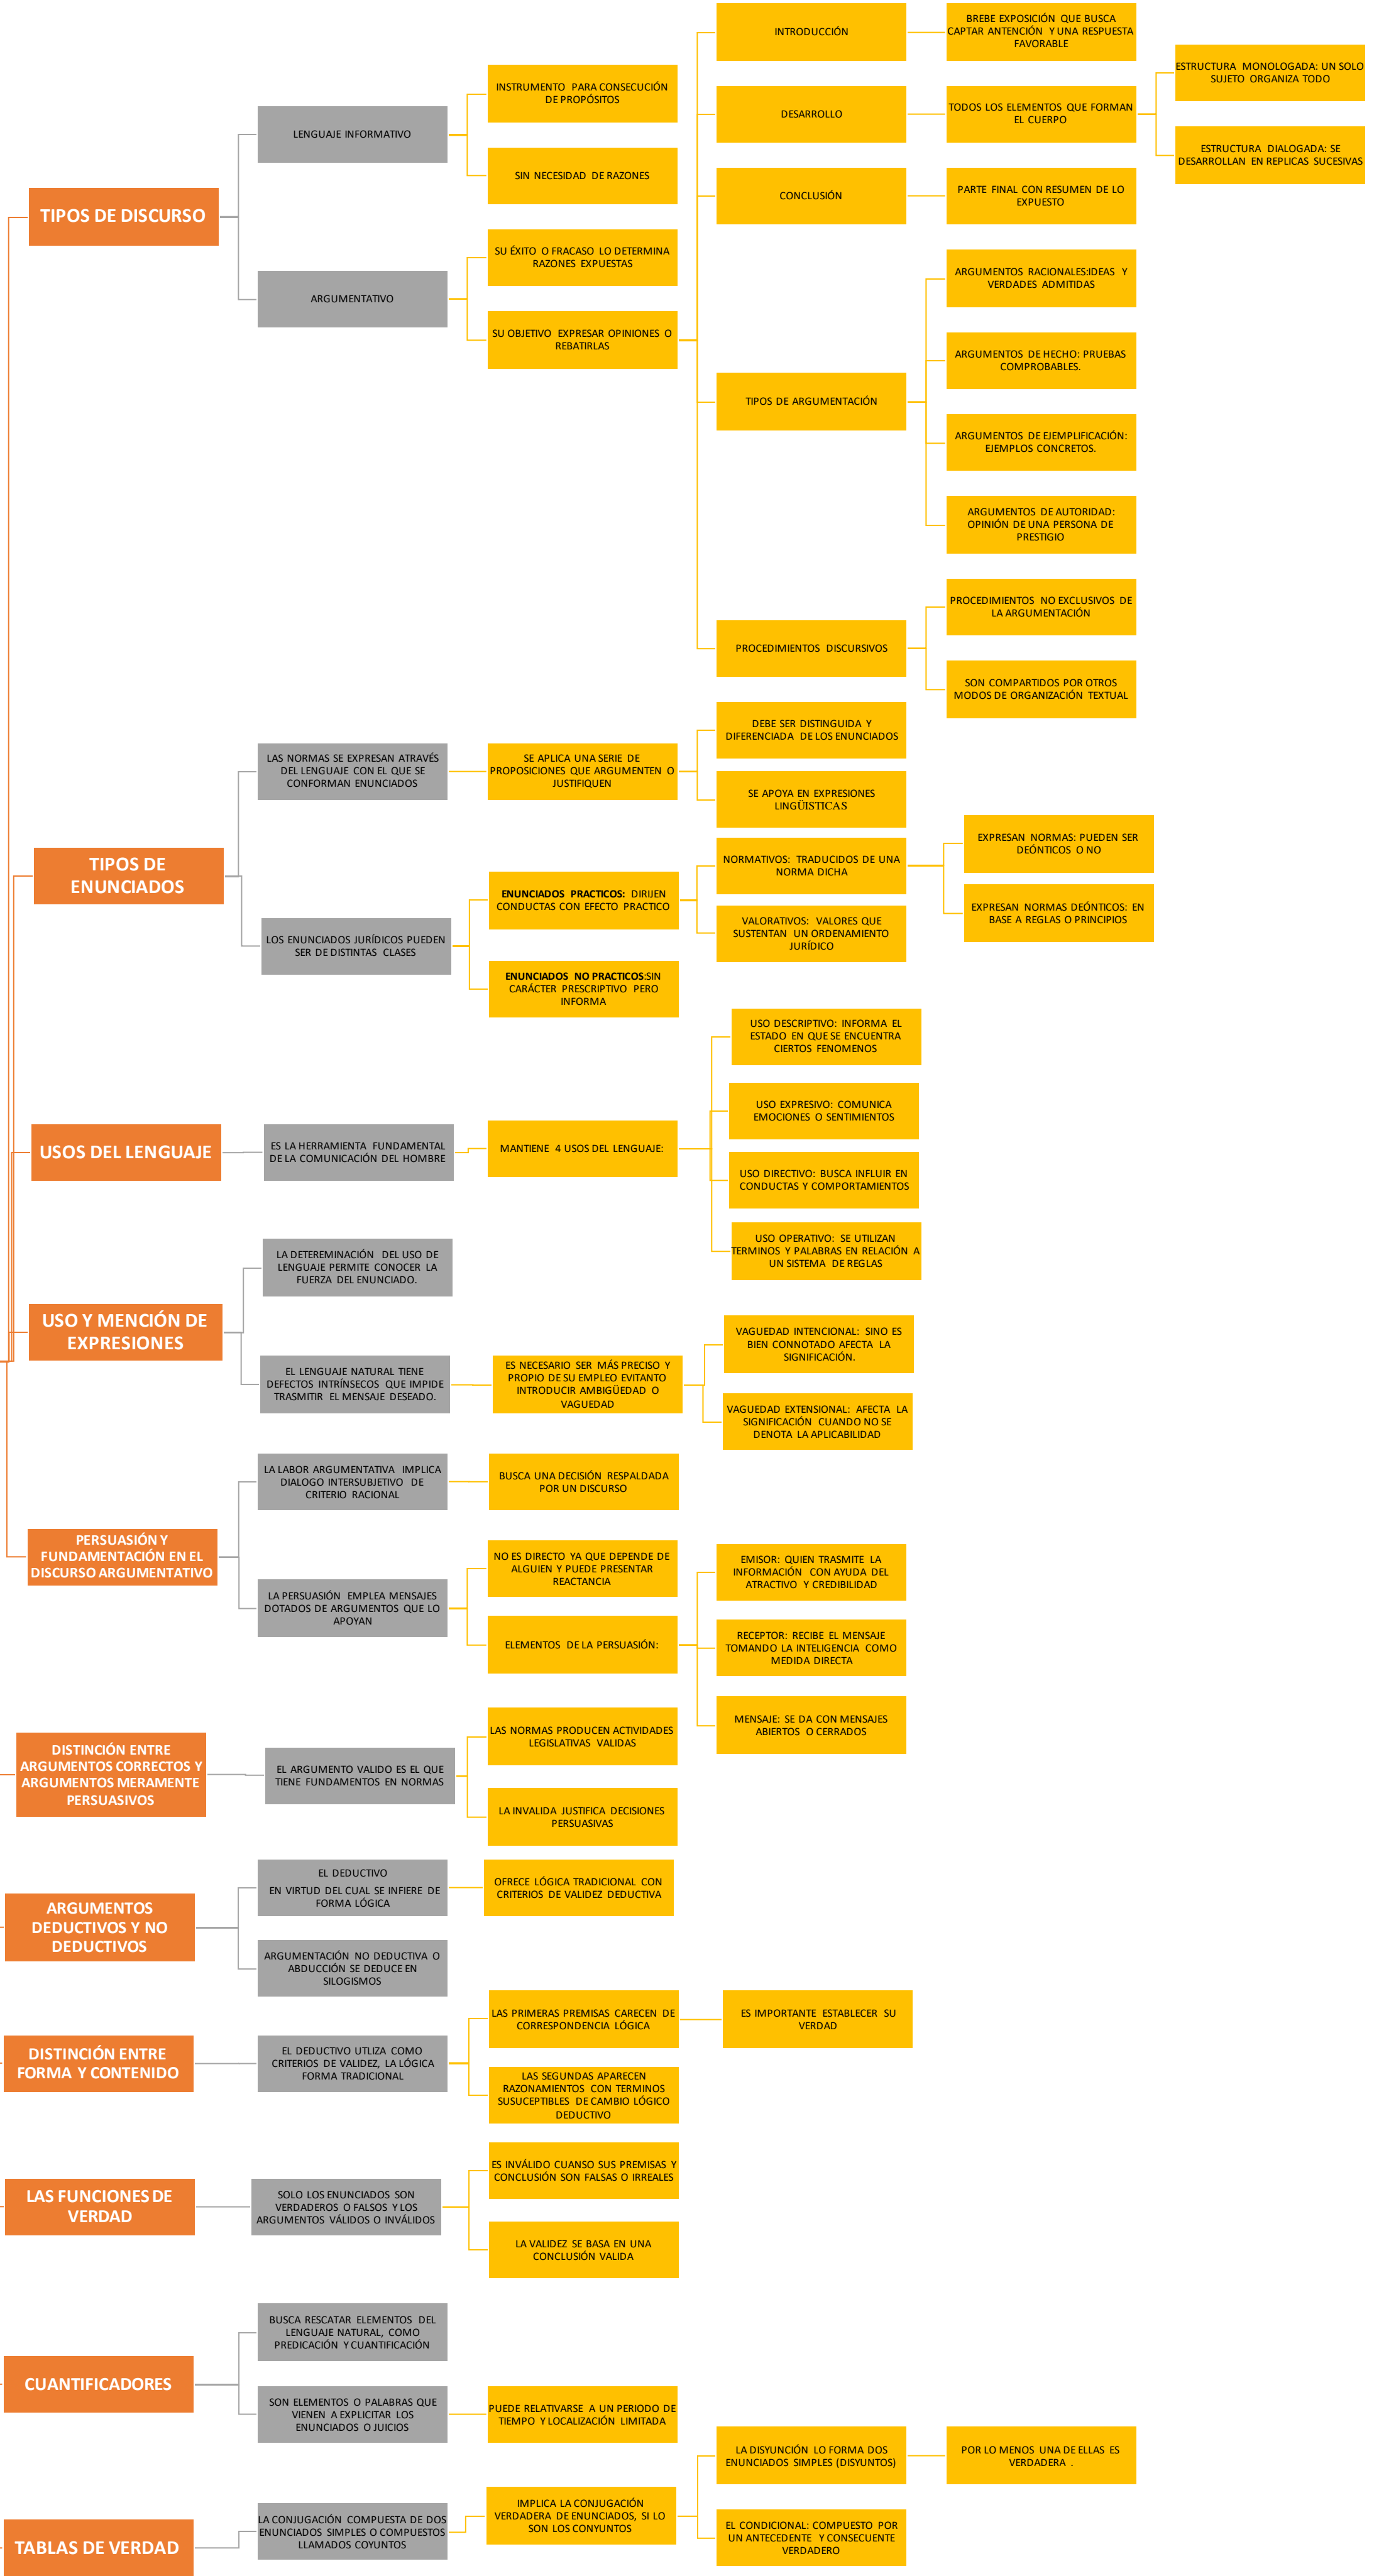 TIPOS DE DISCURSO
LENGUAJE INFORMATIVO
INSTRUMENTO PARA CONSECUCIÓN
DE PROPÓSITOS
SIN NECESIDAD DE RAZONES
ARGUMENTATIVO
SU ÉXITO O FRACASO LO DETERMINA
RAZONES EXPUESTAS
SU OBJETIVO EXPRESAR OPINIONES O
REBATIRLAS
INTRODUCCIÓN
BREBE EXPOSICIÓN QUE BUSCA
CAPTAR ANTENCIÓN Y UNA RESPUESTA
FAVORABLE
DESARROLLO
TODOS LOS ELEMENTOS QUE FORMAN
EL CUERPO
ESTRUCTURA MONOLOGADA: UN SOLO
SUJETO ORGANIZA TODO
ESTRUCTURA DIALOGADA: SE
DESARROLLAN EN REPLICAS SUCESIVAS
CONCLUSIÓN
PARTE FINAL CON RESUMEN DE LO
EXPUESTO
TIPOS DE ARGUMENTACIÓN
ARGUMENTOS RACIONALES:IDEAS Y
VERDADES ADMITIDAS
ARGUMENTOS DE HECHO: PRUEBAS
COMPROBABLES.
ARGUMENTOS DE EJEMPLIFICACIÓN:
EJEMPLOS CONCRETOS.
ARGUMENTOS DE AUTORIDAD:
OPINIÓN DE UNA PERSONA DE
PRESTIGIO
PROCEDIMIENTOS DISCURSIVOS
PROCEDIMIENTOS NO EXCLUSIVOS DE
LA ARGUMENTACIÓN
SON COMPARTIDOS POR OTROS
MODOS DE ORGANIZACIÓN TEXTUAL
TIPOS DE
ENUNCIADOS
LAS NORMAS SE EXPRESAN ATRAVÉS
DEL LENGUAJE CON EL QUE SE
CONFORMAN ENUNCIADOS
SE APLICA UNA SERIE DE
PROPOSICIONES QUE ARGUMENTEN O
JUSTIFIQUEN
DEBE SER DISTINGUIDA Y
DIFERENCIADA DE LOS ENUNCIADOS
SE APOYA EN EXPRESIONES
LINGÜISTICAS
LOS ENUNCIADOS JURÍDICOS PUEDEN
SER DE DISTINTAS CLASES
ENUNCIADOS PRACTICOS: DIRIJEN
CONDUCTAS CON EFECTO PRACTICO
NORMATIVOS: TRADUCIDOS DE UNA
NORMA DICHA
EXPRESAN NORMAS: PUEDEN SER
DEÓNTICOS O NO
EXPRESAN NORMAS DEÓNTICOS: EN
BASE A REGLAS O PRINCIPIOS
VALORATIVOS: VALORES QUE
SUSTENTAN UN ORDENAMIENTO
JURÍDICO
ENUNCIADOS NO PRACTICOS:SIN
CARÁCTER PRESCRIPTIVO PERO
INFORMA
USOS DEL LENGUAJE
ES LA HERRAMIENTA FUNDAMENTAL
DE LA COMUNICACIÓN DEL HOMBRE
MANTIENE 4 USOS DEL LENGUAJE:
USO DESCRIPTIVO: INFORMA EL
ESTADO EN QUE SE ENCUENTRA
CIERTOS FENOMENOS
USO EXPRESIVO: COMUNICA
EMOCIONES O SENTIMIENTOS
USO DIRECTIVO: BUSCA INFLUIR EN
CONDUCTAS Y COMPORTAMIENTOS
USO OPERATIVO: SE UTILIZAN
TERMINOS Y PALABRAS EN RELACIÓN A
UN SISTEMA DE REGLAS
USO Y MENCIÓN DE
EXPRESIONES
LA DETEREMINACIÓN DEL USO DE
LENGUAJE PERMITE CONOCER LA
FUERZA DEL ENUNCIADO.
EL LENGUAJE NATURAL TIENE
DEFECTOS INTRÍNSECOS QUE IMPIDE
TRASMITIR EL MENSAJE DESEADO.
ES NECESARIO SER MÁS PRECISO Y
PROPIO DE SU EMPLEO EVITANTO
INTRODUCIR AMBIGÜEDAD O
VAGUEDAD
VAGUEDAD INTENCIONAL: SINO ES
BIEN CONNOTADO AFECTA LA
SIGNIFICACIÓN.
VAGUEDAD EXTENSIONAL: AFECTA LA
SIGNIFICACIÓN CUANDO NO SE
DENOTA LA APLICABILIDAD
PERSUASIÓN Y
FUNDAMENTACIÓN EN EL
DISCURSO ARGUMENTATIVO
LA LABOR ARGUMENTATIVA IMPLICA
DIALOGO INTERSUBJETIVO DE
CRITERIO RACIONAL
BUSCA UNA DECISIÓN RESPALDADA
POR UN DISCURSO
LA PERSUASIÓN EMPLEA MENSAJES
DOTADOS DE ARGUMENTOS QUE LO
APOYAN
NO ES DIRECTO YA QUE DEPENDE DE
ALGUIEN Y PUEDE PRESENTAR
REACTANCIA
ELEMENTOS DE LA PERSUASIÓN:
EMISOR: QUIEN TRASMITE LA
INFORMACIÓN CON AYUDA DEL
ATRACTIVO Y CREDIBILIDAD
RECEPTOR: RECIBE EL MENSAJE
TOMANDO LA INTELIGENCIA COMO
MEDIDA DIRECTA
MENSAJE: SE DA CON MENSAJES
ABIERTOS O CERRADOS
DISTINCIÓN ENTRE
ARGUMENTOS CORRECTOS Y
ARGUMENTOS MERAMENTE
PERSUASIVOS
EL ARGUMENTO VALIDO ES EL QUE
TIENE FUNDAMENTOS EN NORMAS
LAS NORMAS PRODUCEN ACTIVIDADES
LEGISLATIVAS VALIDAS
LA INVALIDA JUSTIFICA DECISIONES
PERSUASIVAS
ARGUMENTOS
DEDUCTIVOS Y NO
DEDUCTIVOS
EL DEDUCTIVO
EN VIRTUD DEL CUAL SE INFIERE DE
FORMA LÓGICA
OFRECE LÓGICA TRADICIONAL CON
CRITERIOS DE VALIDEZ DEDUCTIVA
ARGUMENTACIÓN NO DEDUCTIVA O
ABDUCCIÓN SE DEDUCE EN
SILOGISMOS
DISTINCIÓN ENTRE
FORMA Y CONTENIDO
EL DEDUCTIVO UTLIZA COMO
CRITERIOS DE VALIDEZ, LA LÓGICA
FORMA TRADICIONAL
LAS PRIMERAS PREMISAS CARECEN DE
CORRESPONDENCIA LÓGICA
ES IMPORTANTE ESTABLECER SU
VERDAD
LAS SEGUNDAS APARECEN
RAZONAMIENTOS CON TERMINOS
SUSUCEPTIBLES DE CAMBIO LÓGICO
DEDUCTIVO
LAS FUNCIONES DE
VERDAD
SOLO LOS ENUNCIADOS SON
VERDADEROS O FALSOS Y LOS
ARGUMENTOS VÁLIDOS O INVÁLIDOS
ES INVÁLIDO CUANSO SUS PREMISAS Y
CONCLUSIÓN SON FALSAS O IRREALES
LA VALIDEZ SE BASA EN UNA
CONCLUSIÓN VALIDA
CUANTIFICADORES
BUSCA RESCATAR ELEMENTOS DEL
LENGUAJE NATURAL, COMO
PREDICACIÓN Y CUANTIFICACIÓN
SON ELEMENTOS O PALABRAS QUE
VIENEN A EXPLICITAR LOS
ENUNCIADOS O JUICIOS
PUEDE RELATIVARSE A UN PERIODO DE
TIEMPO Y LOCALIZACIÓN LIMITADA
TABLAS DE VERDAD
LA CONJUGACIÓN COMPUESTA DE DOS
ENUNCIADOS SIMPLES O COMPUESTOS
LLAMADOS COYUNTOS
IMPLICA LA CONJUGACIÓN
VERDADERA DE ENUNCIADOS, SI LO
SON LOS CONYUNTOS
LA DISYUNCIÓN LO FORMA DOS
ENUNCIADOS SIMPLES (DISYUNTOS)
POR LO MENOS UNA DE ELLAS ES
VERDADERA .
EL CONDICIONAL: COMPUESTO POR
UN ANTECEDENTE Y CONSECUENTE
VERDADERO